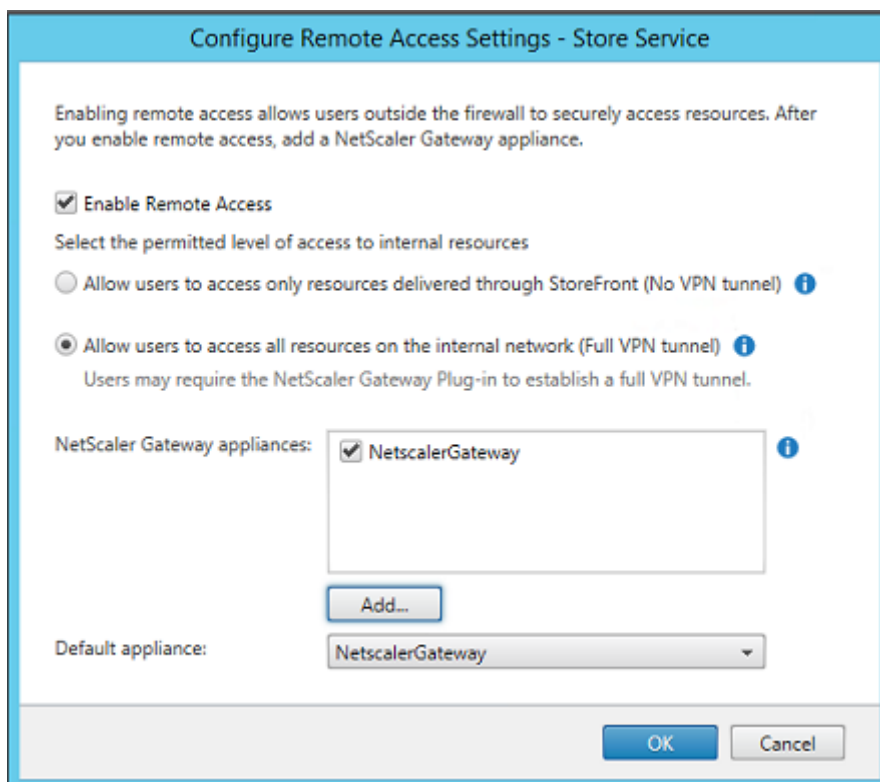 Configure Remote Access Settings - Store Service
Enabling remote access allows users outside the firewall to securely access resources. After
you enable remote access, add a NetScaler Gateway appliance.
Enable Remote Access
Select the permitted level of access to internal resources
Allow users to access only resources delivered through StoreFront (No VPN tunnel)
Allow users to access all resources on the internal network (Full VPN tunnel)
Users may require the NetScaler Gateway Plug-in to establish a full VPN tunnel.
NetScaler Gateway appliances:
NetscalerGateway
Add...
Default appliance:
NetscalerGateway
OK
Cancel